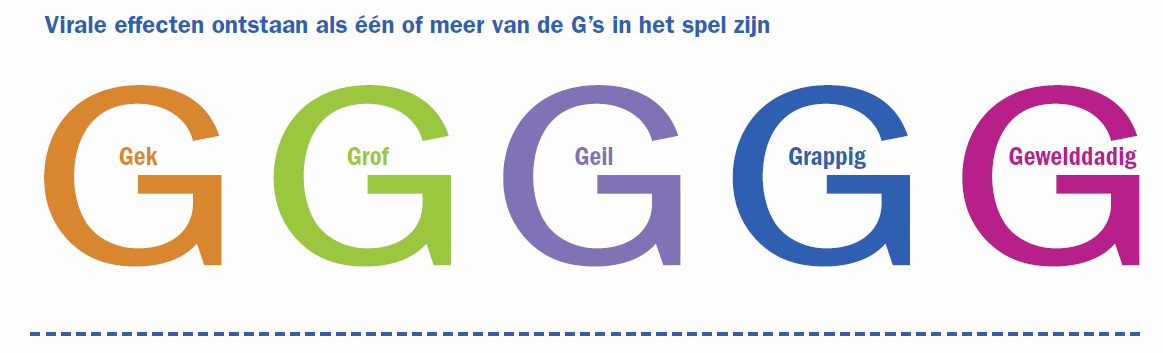 Virale effecten ontstaan als één of meer van de G's in het spel zijn
G G G G G
Gek Grof Geil Grappig Gewelddadig